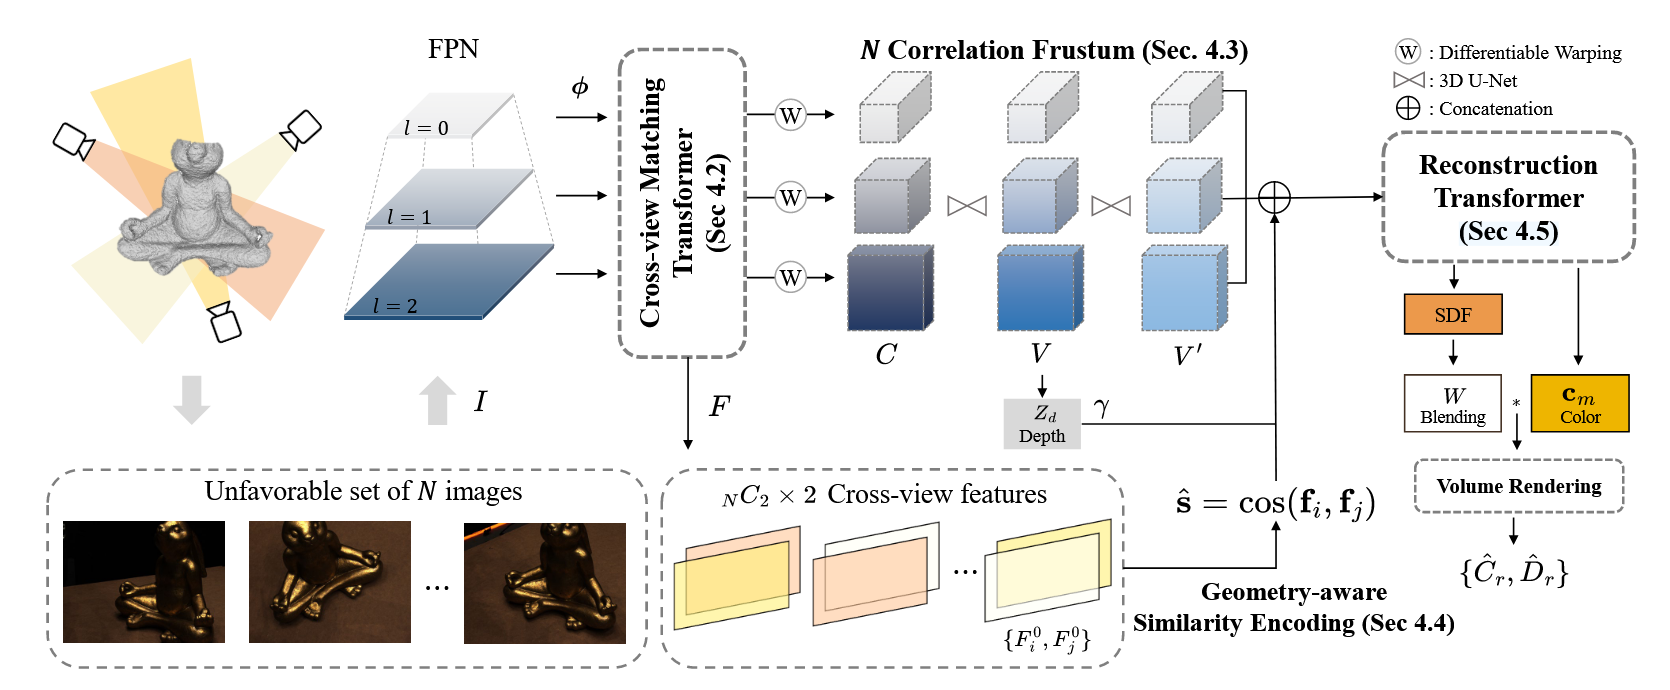 FPN
l = 0
l = 1
l = 2
ϕ
Cross-view Matching
Transformer
(Sec 4.2)
W
W
W
N Correlation Frustum (Sec. 4.3)
C
V
V′
Z_d
Depth
γ
W : Differentiable Warping
: 3D U-Net
: Concatenation
Reconstruction
Transformer
(Sec 4.5)
SDF
W
Blending
*
c_m
Color
Volume Rendering
{Ĉ_r, D̂_r}
I
F
Unfavorable set of N images
...
_N C_2 × 2 Cross-view features
...
{F_i^0, F_j^0}
ŝ = cos(f_i, f_j)
Geometry-aware
Similarity Encoding (Sec 4.4)